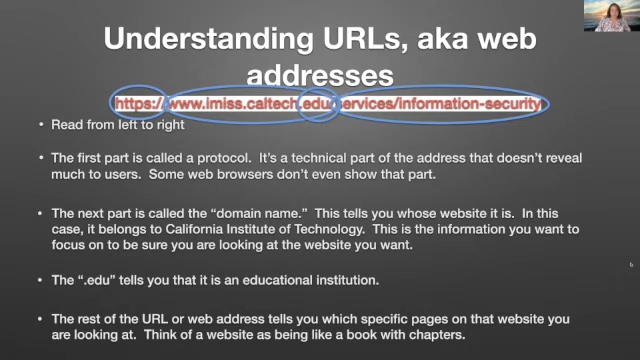 Understanding URLs, aka web
addresses
https://www.imiss.caltech.edu/services/information-security
• Read from left to right
• The first part is called a protocol. It's a technical part of the address that doesn't reveal
much to users. Some web browsers don't even show that part.
• The next part is called the “domain name.” This tells you whose website it is. In this
case, it belongs to California Institute of Technology. This is the information you want to
focus on to be sure you are looking at the website you want.
• The “.edu” tells you that it is an educational institution.
• The rest of the URL or web address tells you which specific pages on that website you
are looking at. Think of a website as being like a book with chapters.